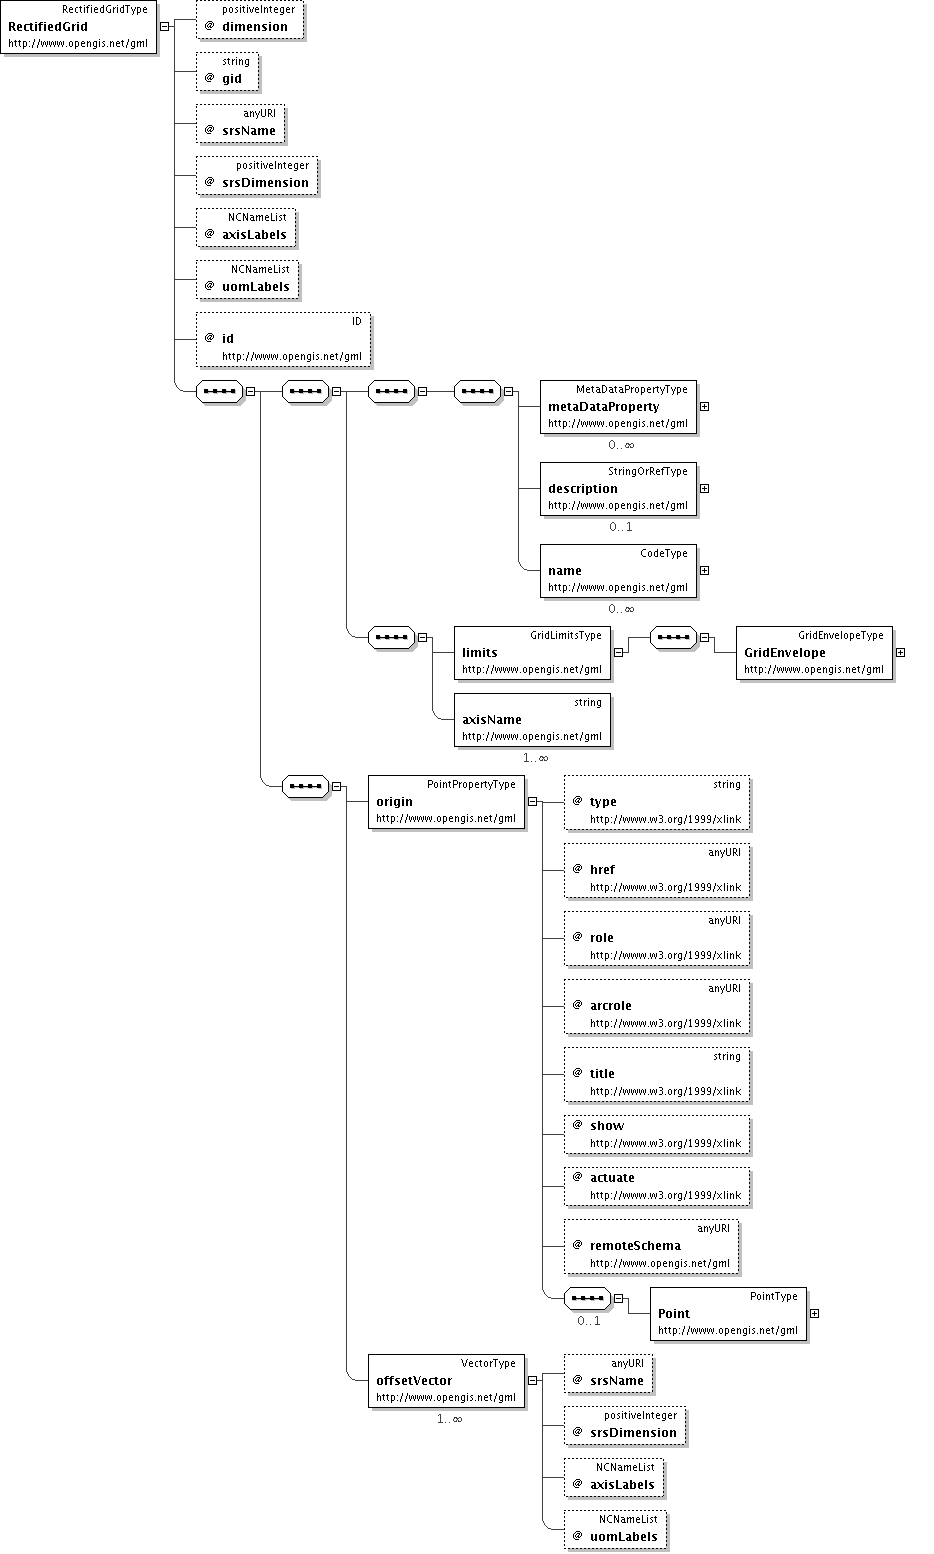 RectifiedGridType
RectifiedGrid
http://www.opengis.net/gml
positiveInteger
@ dimension
string
@ gid
anyURI
@ srsName
positiveInteger
@ srsDimension
NCNameList
@ axisLabels
NCNameList
@ uomLabels
ID
@ id
http://www.opengis.net/gml
MetaDataPropertyType
metaDataProperty
http://www.opengis.net/gml
0..∞
StringOrRefType
description
http://www.opengis.net/gml
0..1
CodeType
name
http://www.opengis.net/gml
0..∞
GridLimitsType
limits
http://www.opengis.net/gml
GridEnvelopeType
GridEnvelope
http://www.opengis.net/gml
string
axisName
http://www.opengis.net/gml
1..∞
PointPropertyType
origin
http://www.opengis.net/gml
string
@ type
http://www.w3.org/1999/xlink
anyURI
@ href
http://www.w3.org/1999/xlink
anyURI
@ role
http://www.w3.org/1999/xlink
anyURI
@ arcrole
http://www.w3.org/1999/xlink
string
@ title
http://www.w3.org/1999/xlink
@ show
http://www.w3.org/1999/xlink
@ actuate
http://www.w3.org/1999/xlink
anyURI
@ remoteSchema
http://www.opengis.net/gml
0..1
PointType
Point
http://www.opengis.net/gml
VectorType
offsetVector
http://www.opengis.net/gml
1..∞
anyURI
@ srsName
positiveInteger
@ srsDimension
NCNameList
@ axisLabels
NCNameList
@ uomLabels